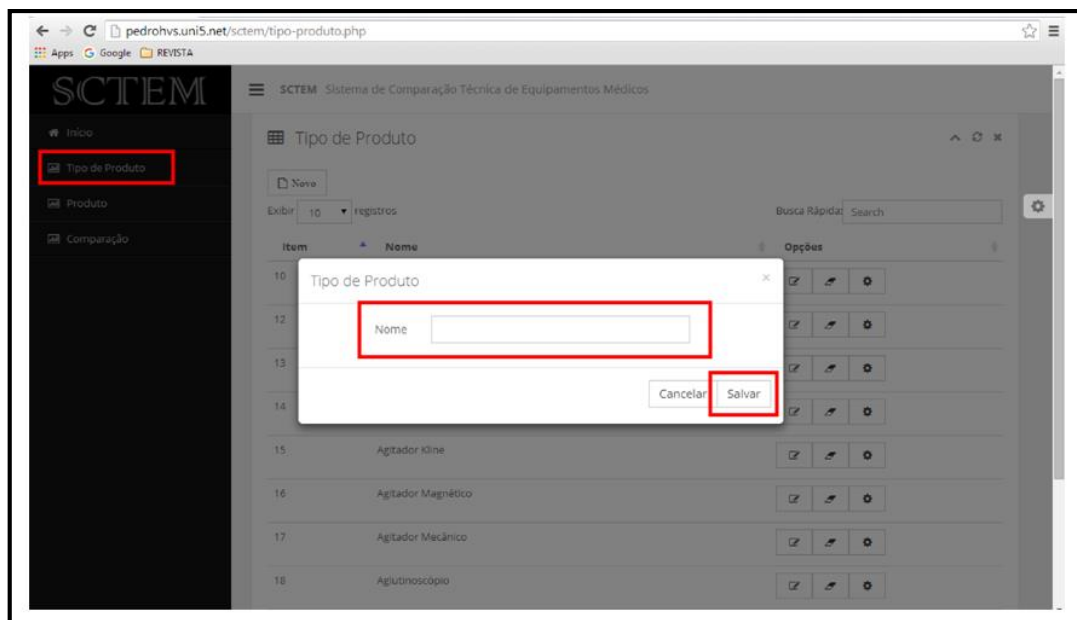 pedrohvs.uni5.net/sctem/tipo-produto.php
Apps Google REVISTA
SCTEM
SCTEM Sistema de Comparação Técnica de Equipamentos Médicos
Início
Tipo de Produto
Produto
Comparação
Tipo de Produto
Novo
Exibir 10 registros
Busca Rápida: Search
Item Nome Opções
10
12
13
14
Tipo de Produto ×
Nome
Cancelar Salvar
15 Agitador Kline
16 Agitador Magnético
17 Agitador Mecânico
18 Aglutinoscópio